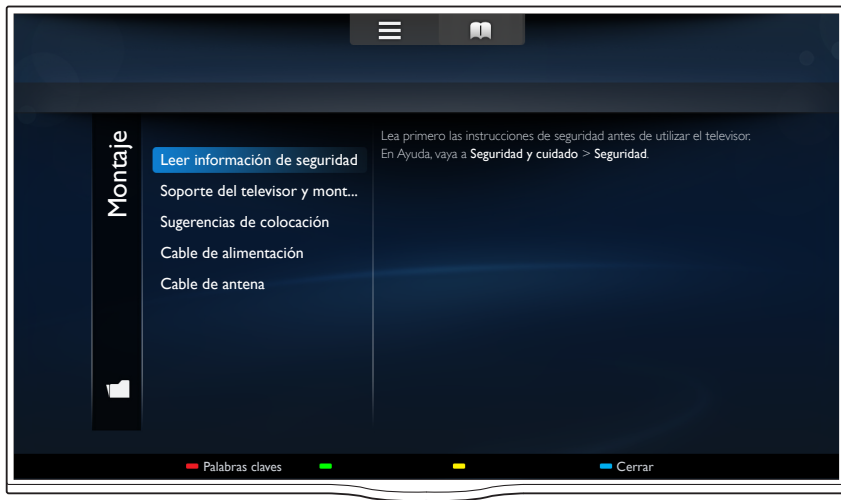 Montaje
Leer información de seguridad
Soporte del televisor y mont...
Sugerencias de colocación
Cable de alimentación
Cable de antena
Lea primero las instrucciones de seguridad antes de utilizar el televisor.
En Ayuda, vaya a Seguridad y cuidado > Seguridad.
Palabras claves
Cerrar